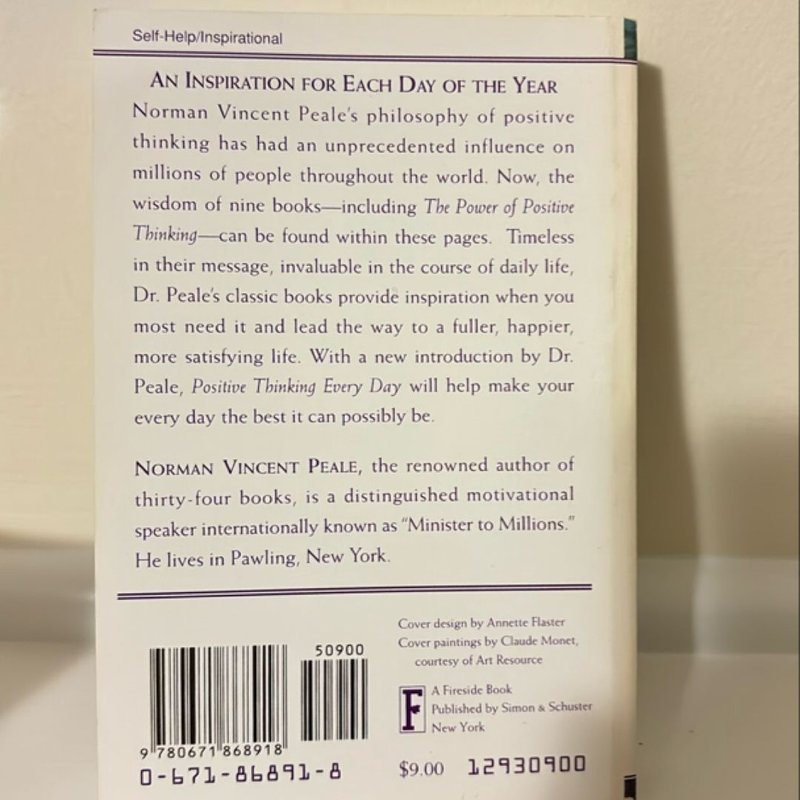 Self-Help/Inspirational
AN INSPIRATION FOR EACH DAY OF THE YEAR
Norman Vincent Peale's philosophy of positive
thinking has had an unprecedented influence on
millions of people throughout the world. Now, the
wisdom of nine books—including The Power of Positive
Thinking—can be found within these pages. Timeless
in their message, invaluable in the course of daily life,
Dr. Peale's classic books provide inspiration when you
most need it and lead the way to a fuller, happier,
more satisfying life. With a new introduction by Dr.
Peale, Positive Thinking Every Day will help make your
every day the best it can possibly be.
NORMAN VINCENT PEALE, the renowned author of
thirty-four books, is a distinguished motivational
speaker internationally known as "Minister to Millions."
He lives in Pawling, New York.
Cover design by Annette Flaster
Cover paintings by Claude Monet,
courtesy of Art Resource
F
A Fireside Book
Published by Simon & Schuster
New York
50900
9 780671 868918
0-671-86891-8
$9.00 12930900